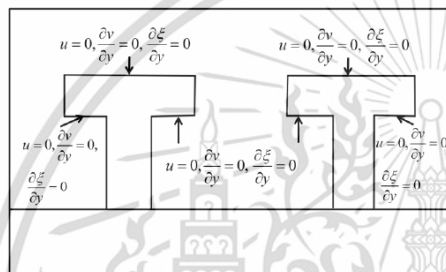 u = 0, ∂v/∂y = 0, ∂ξ/∂y = 0
u = 0, ∂v/∂y = 0, ∂ξ/∂y = 0
u = 0, ∂v/∂y = 0,
∂ξ/∂y = 0
u = 0, ∂v/∂y = 0, ∂ξ/∂y = 0
u = 0, ∂v/∂y = 0
∂ξ/∂y = 0